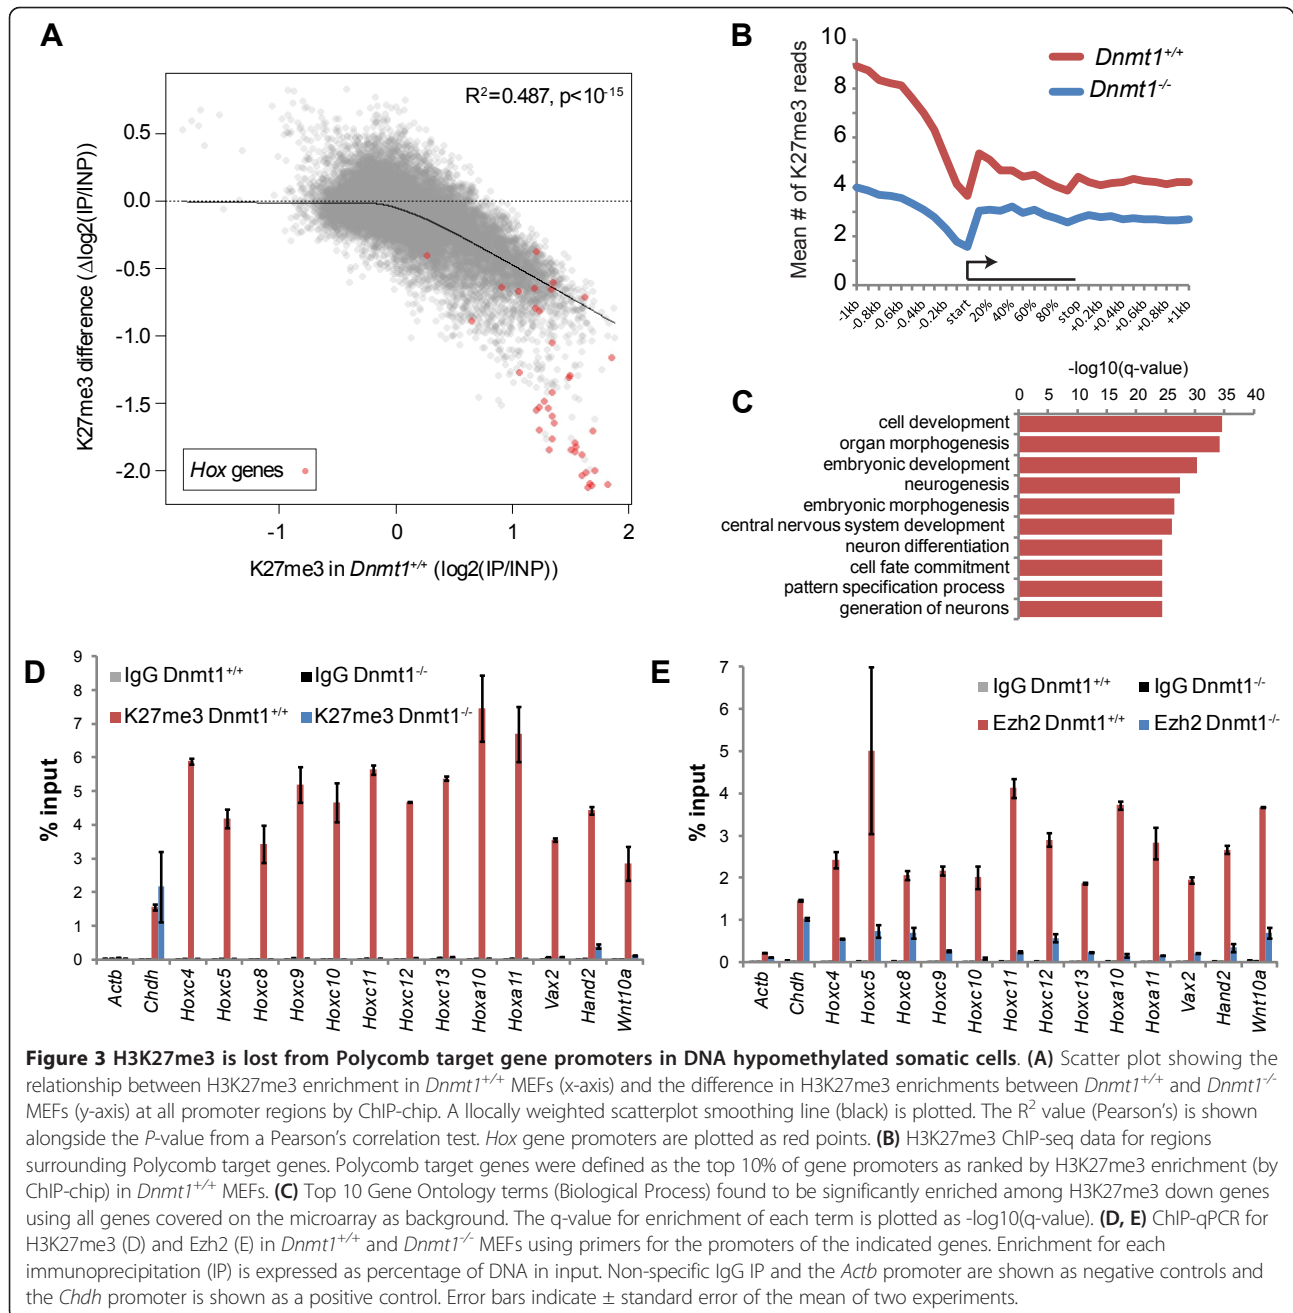 A
R²=0.487, p<10⁻¹⁵
K27me3 difference (Δlog2(IP/INP))
0.5
0.0
-0.5
-1.0
-1.5
-2.0
Hox genes
-1
0
1
2
K27me3 in Dnmt1⁺/⁺ (log2(IP/INP))
B
Mean # of K27me3 reads
10
8
6
4
2
0
Dnmt1⁺/⁺
Dnmt1⁻/⁻
-1kb
-0.8kb
-0.6kb
-0.4kb
-0.2kb
start
20%
40%
60%
80%
stop
+0.2kb
+0.4kb
+0.6kb
+0.8kb
+1kb
C
-log10(q-value)
0 5 10 15 20 25 30 35 40
cell development
organ morphogenesis
embryonic development
neurogenesis
embryonic morphogenesis
central nervous system development
neuron differentiation
cell fate commitment
pattern specification process
generation of neurons
D
% input
9
8
7
6
5
4
3
2
1
0
IgG Dnmt1⁺/⁺
IgG Dnmt1⁻/⁻
K27me3 Dnmt1⁺/⁺
K27me3 Dnmt1⁻/⁻
Actb
Chdh
Hoxc4
Hoxc5
Hoxc8
Hoxc9
Hoxc10
Hoxc11
Hoxc12
Hoxc13
Hoxa10
Hoxa11
Vax2
Hand2
Wnt10a
E
% input
7
6
5
4
3
2
1
0
IgG Dnmt1⁺/⁺
IgG Dnmt1⁻/⁻
Ezh2 Dnmt1⁺/⁺
Ezh2 Dnmt1⁻/⁻
Actb
Chdh
Hoxc4
Hoxc5
Hoxc8
Hoxc9
Hoxc10
Hoxc11
Hoxc12
Hoxc13
Hoxa10
Hoxa11
Vax2
Hand2
Wnt10a
Figure 3 H3K27me3 is lost from Polycomb target gene promoters in DNA hypomethylated somatic cells. (A) Scatter plot showing the
relationship between H3K27me3 enrichment in Dnmt1⁺/⁺ MEFs (x-axis) and the difference in H3K27me3 enrichments between Dnmt1⁺/⁺ and Dnmt1⁻/⁻
MEFs (y-axis) at all promoter regions by ChIP-chip. A llocally weighted scatterplot smoothing line (black) is plotted. The R² value (Pearson's) is shown
alongside the P-value from a Pearson's correlation test. Hox gene promoters are plotted as red points. (B) H3K27me3 ChIP-seq data for regions
surrounding Polycomb target genes. Polycomb target genes were defined as the top 10% of gene promoters as ranked by H3K27me3 enrichment (by
ChIP-chip) in Dnmt1⁺/⁺ MEFs. (C) Top 10 Gene Ontology terms (Biological Process) found to be significantly enriched among H3K27me3 down genes
using all genes covered on the microarray as background. The q-value for enrichment of each term is plotted as -log10(q-value). (D, E) ChIP-qPCR for
H3K27me3 (D) and Ezh2 (E) in Dnmt1⁺/⁺ and Dnmt1⁻/⁻ MEFs using primers for the promoters of the indicated genes. Enrichment for each
immunoprecipitation (IP) is expressed as percentage of DNA in input. Non-specific IgG IP and the Actb promoter are shown as negative controls and
the Chdh promoter is shown as a positive control. Error bars indicate ± standard error of the mean of two experiments.